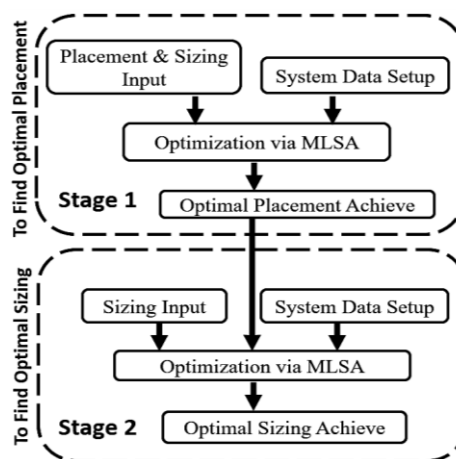 To Find Optimal Placement
Placement & Sizing
Input
System Data Setup
Optimization via MLSA
Stage 1
Optimal Placement Achieve
To Find Optimal Sizing
Sizing Input
System Data Setup
Optimization via MLSA
Stage 2
Optimal Sizing Achieve